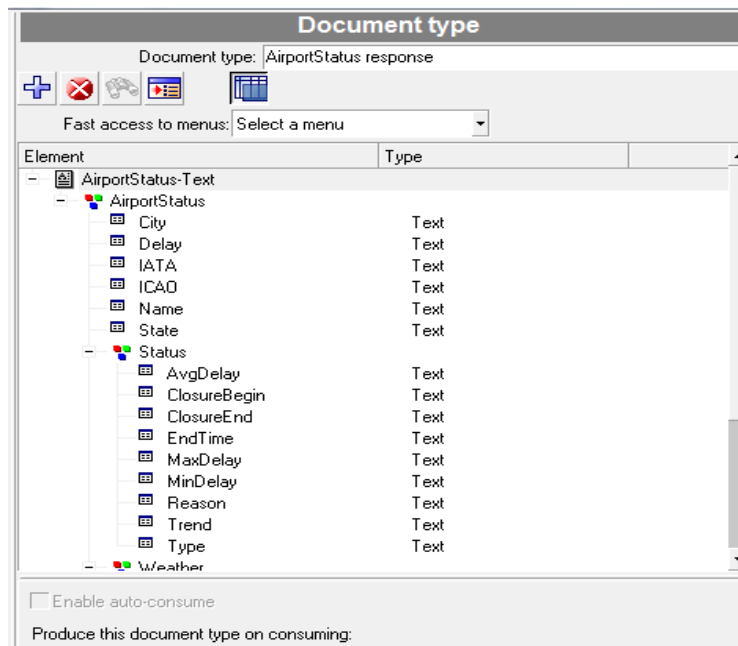 Document type
Document type: AirportStatus response
Fast access to menus: Select a menu
Element Type
AirportStatus-Text
AirportStatus
City Text
Delay Text
IATA Text
ICAO Text
Name Text
State Text
Status
AvgDelay Text
ClosureBegin Text
ClosureEnd Text
EndTime Text
MaxDelay Text
MinDelay Text
Reason Text
Trend Text
Type Text
Weather
Enable auto-consume
Produce this document type on consuming: